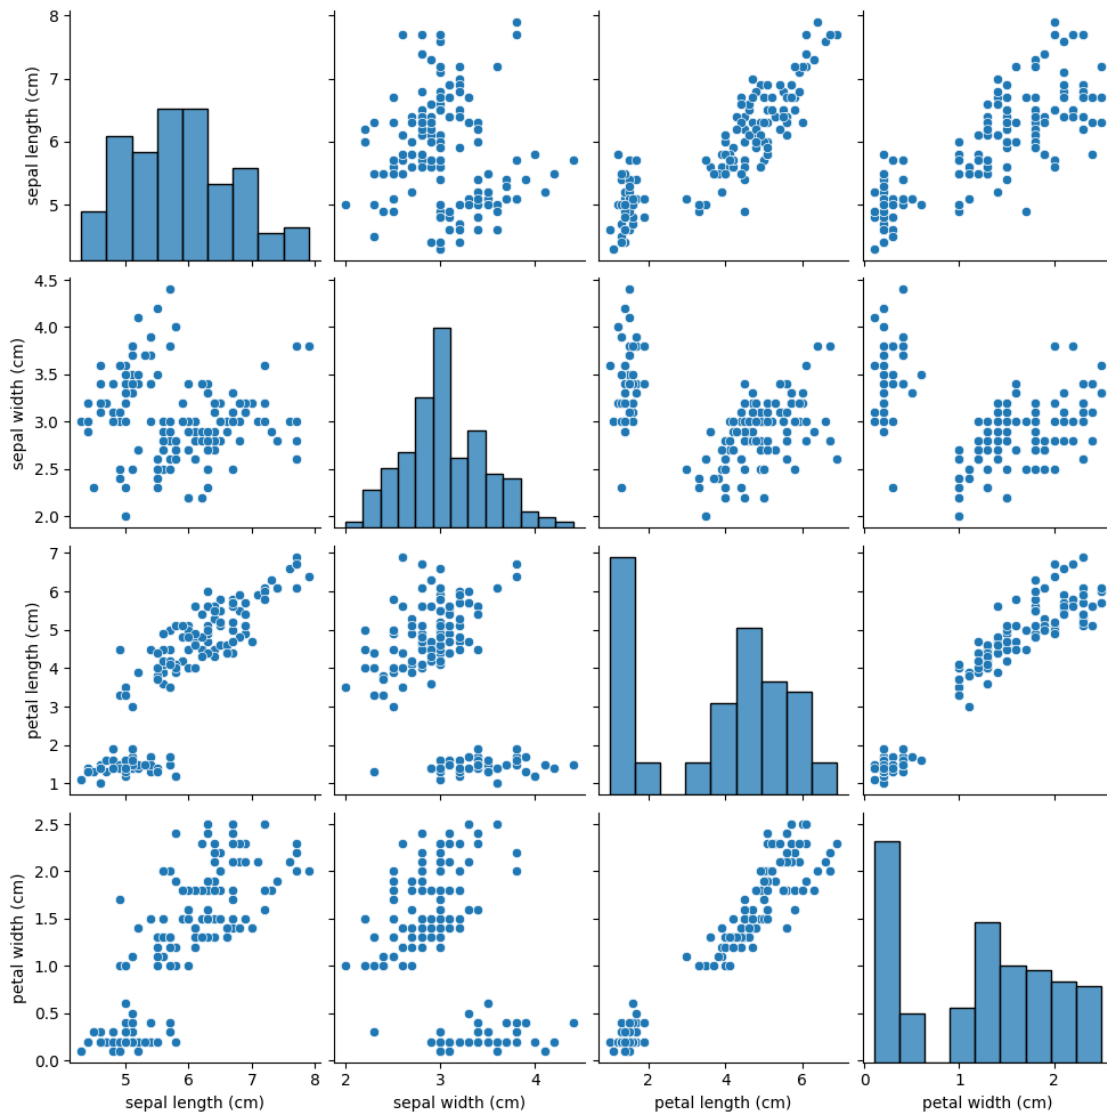 8
7
6
5
sepal length (cm)
4.5
4.0
3.5
3.0
2.5
2.0
sepal width (cm)
7
6
5
4
3
2
1
petal length (cm)
2.5
2.0
1.5
1.0
0.5
0.0
petal width (cm)
5 6 7 8
sepal length (cm)
2 3 4
sepal width (cm)
2 4 6
petal length (cm)
0 1 2
petal width (cm)